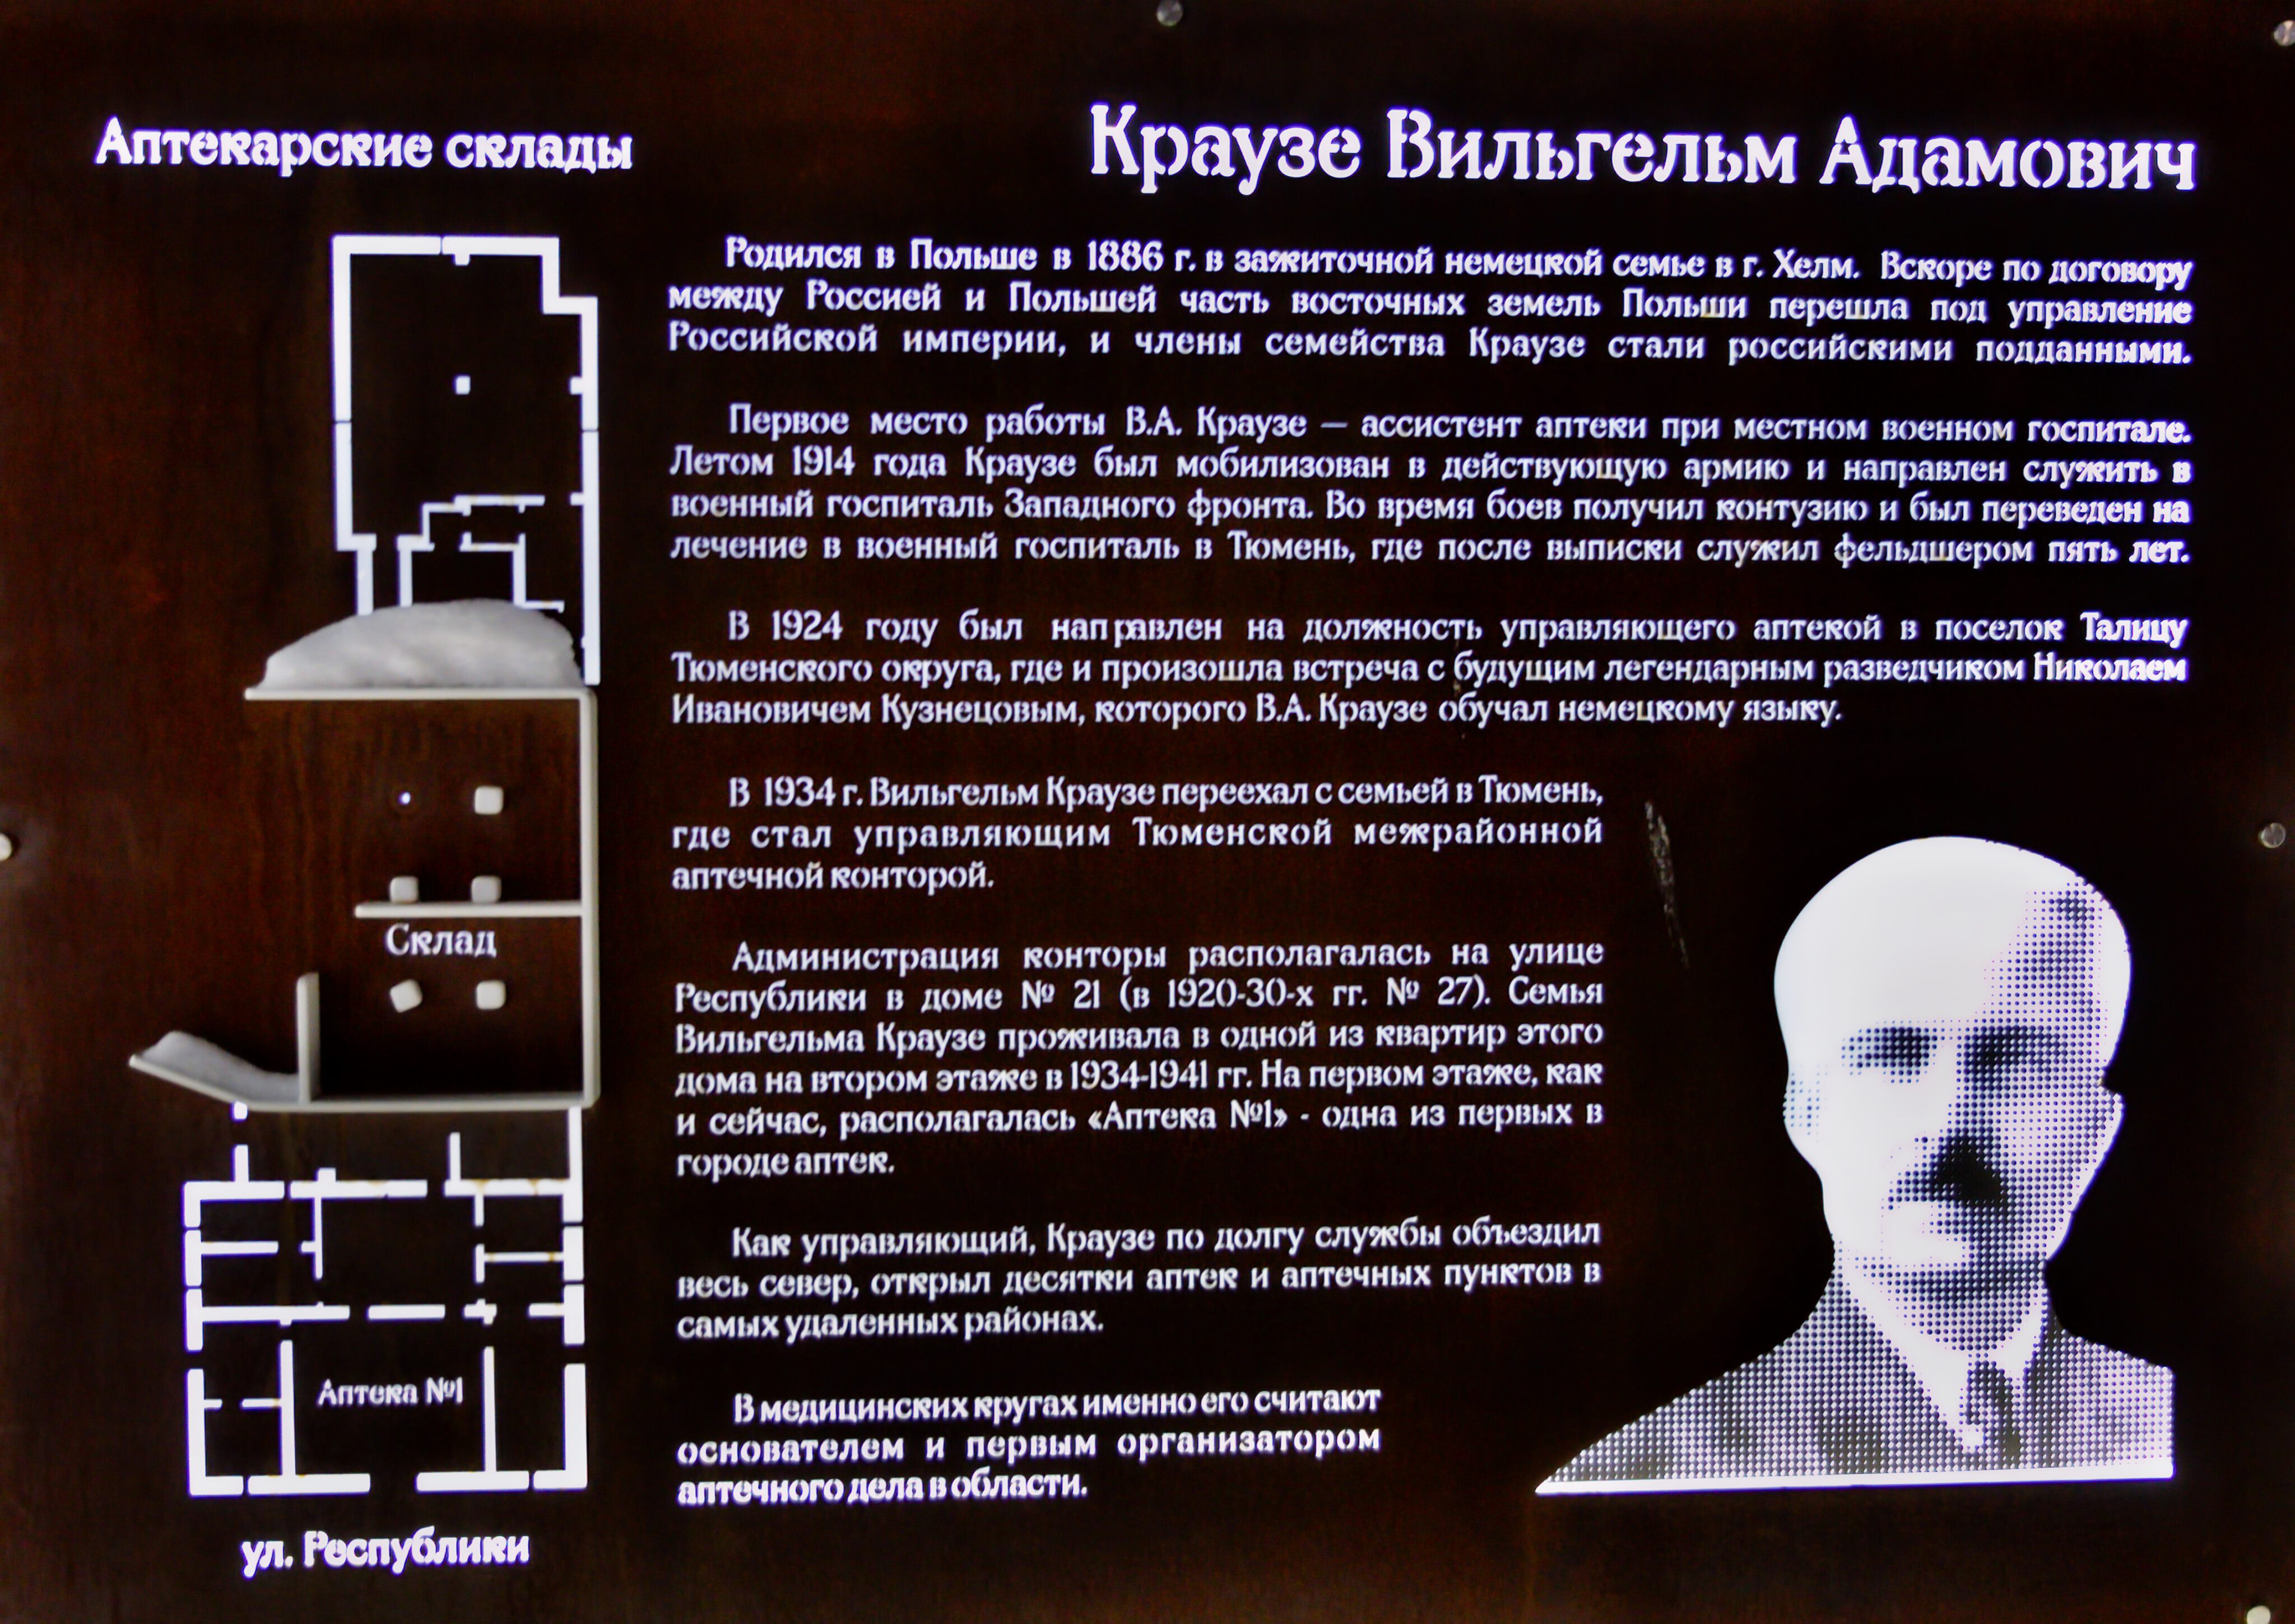 Аптекарские склады
Краузе Вильгельм Адамович
Родился в Польше в 1886 г. в зажиточной немецкой семье в г. Хелм. Вскоре по договору
между Россией и Польшей часть восточных земель Польши перешла под управление
Российской империи, и члены семейства Краузе стали российскими подданными.
Первое место работы В.А. Краузе — ассистент аптеки при местном военном госпитале.
Летом 1914 года Краузе был мобилизован в действующую армию и направлен служить в
военный госпиталь Западного фронта. Во время боев получил контузию и был переведен на
лечение в военный госпиталь в Тюмень, где после выписки служил фельдшером пять лет.
В 1924 году был направлен на должность управляющего аптекой в поселок Талицу
Тюменского округа, где и произошла встреча с будущим легендарным разведчиком Николаем
Ивановичем Кузнецовым, которого В.А. Краузе обучал немецкому языку.
В 1934 г. Вильгельм Краузе переехал с семьей в Тюмень,
где стал управляющим Тюменской межрайонной
аптечной конторой.
Администрация конторы располагалась на улице
Республики в доме № 21 (в 1920-30-х гг. № 27). Семья
Вильгельма Краузе проживала в одной из квартир этого
дома на втором этаже в 1934-1941 гг. На первом этаже, как
и сейчас, располагалась «Аптека №1» - одна из первых в
городе аптек.
Как управляющий, Краузе по долгу службы объездил
весь север, открыл десятки аптек и аптечных пунктов в
самых удаленных районах.
В медицинских кругах именно его считают
основателем и первым организатором
аптечного дела в области.
Склад
Аптека №1
ул. Республики